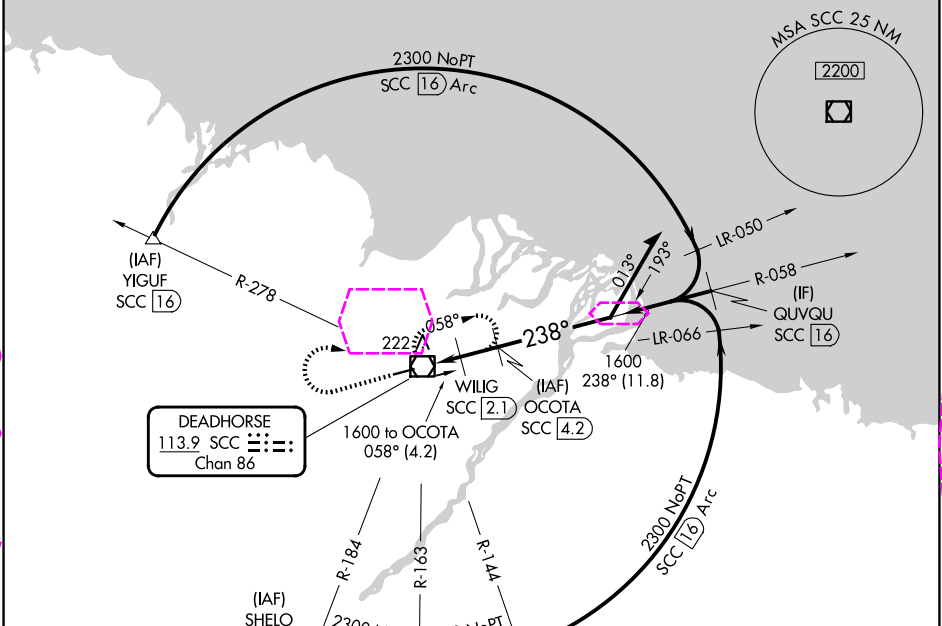 MSA SCC 25 NM
2200
2300 NoPT
SCC 16 Arc
LR-050
(IAF)
YIGUF
SCC 16
R-278
013°
193°
R-058
(IF)
QUVQU
SCC 16
LR-066
058°
222
238°
1600
238° (11.8)
WILIG
SCC 2.1
(IAF)
OCOTA
SCC 4.2
DEADHORSE
113.9 SCC
Chan 86
1600 to OCOTA
058° (4.2)
2300 NoPT
SCC 16 Arc
R-184
R-163
R-144
(IAF)
SHELO
2300
NoPT